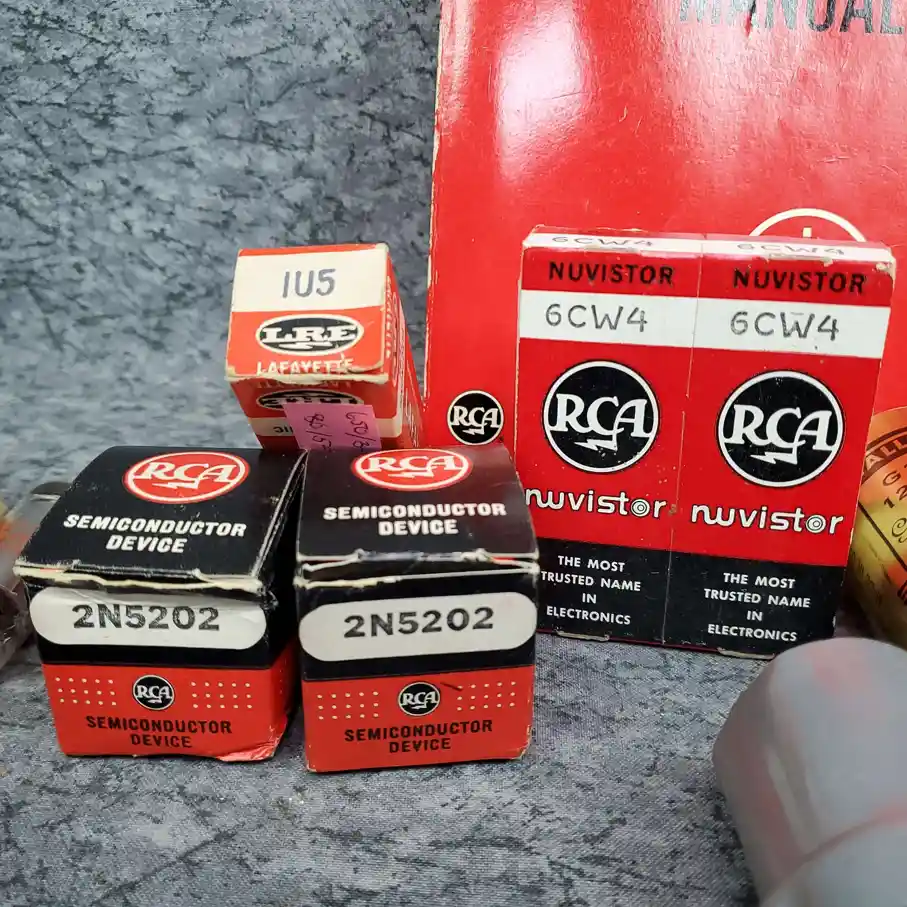 MANUAL
1U5
LRE
LAFAYETTE
6CW4
NUVISTOR
6CW4
RCA
nuvistor
THE MOST
TRUSTED NAME
IN
ELECTRONICS
6CW4
NUVISTOR
6CW4
RCA
nuvistor
THE MOST
TRUSTED NAME
IN
ELECTRONICS
RCA
RCA
SEMICONDUCTOR
DEVICE
2N5202
RCA
SEMICONDUCTOR
DEVICE
RCA
SEMICONDUCTOR
DEVICE
2N5202
RCA
SEMICONDUCTOR
DEVICE